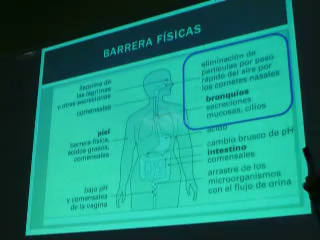 BARRERA FÍSICAS
lisozima de
las lágrimas
y otras secreciones
comensales
piel
barrera física,
ácidos grasos,
comensales
bajo pH
y comensales
de la vagina
eliminación de
partículas por paso
rápido del aire por
los cornetes nasales
bronquios
secreciones
mucosas, cilios
ácido
cambio brusco de pH
intestino
comensales
arrastre de los
microorganismos
con el flujo de orina